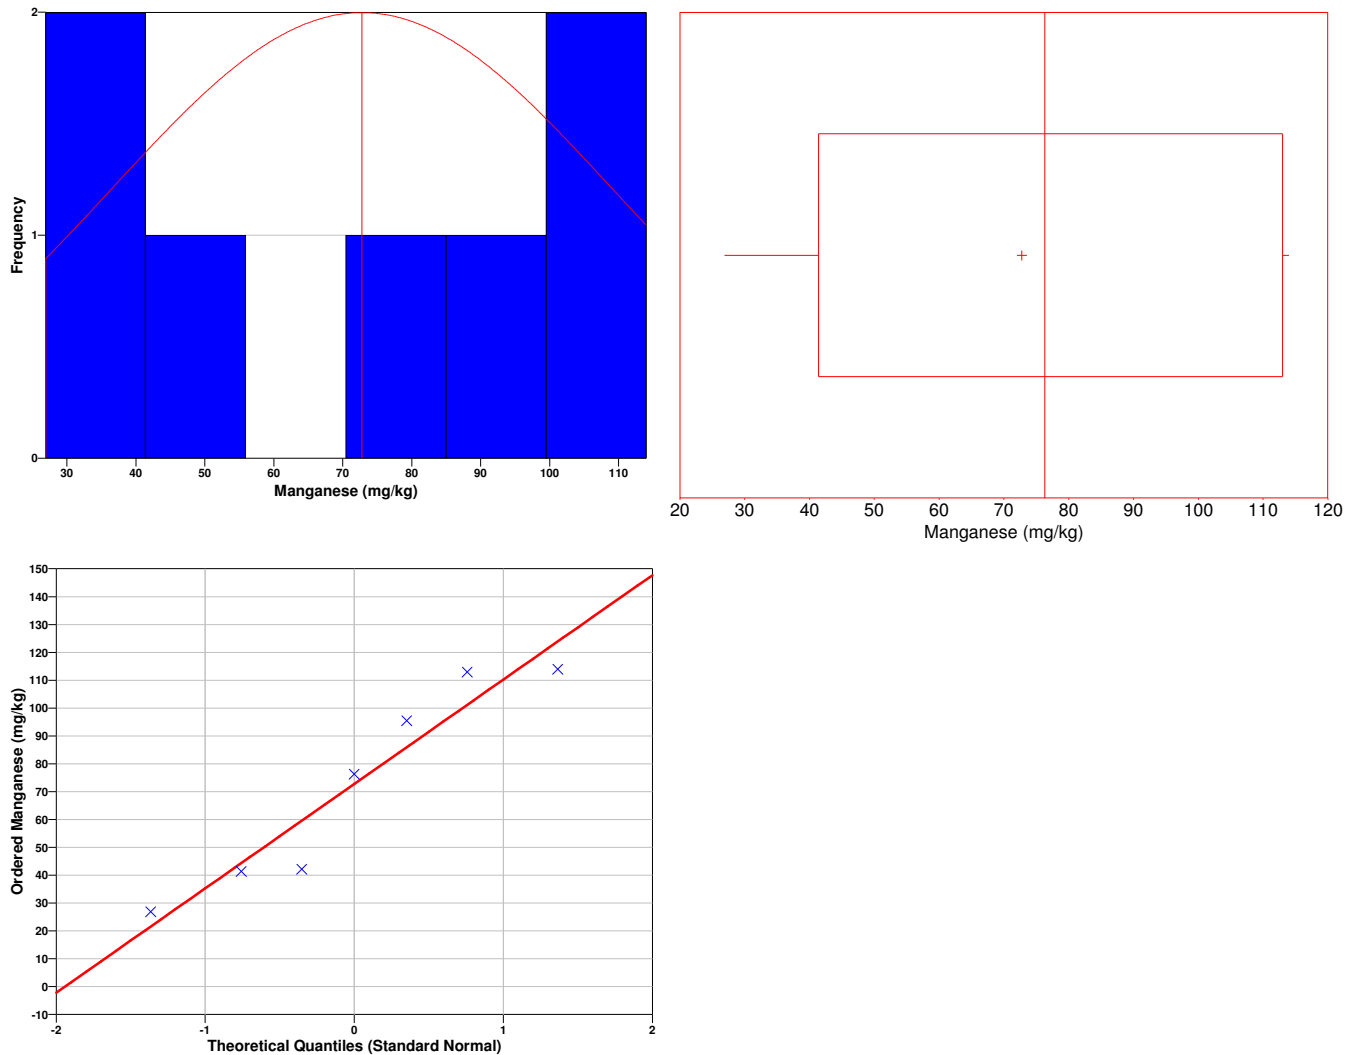 2
1
0
Frequency
30 40 50 60 70 80 90 100 110
Manganese (mg/kg)
20 30 40 50 60 70 80 90 100 110 120
Manganese (mg/kg)
150
140
130
120
110
100
90
80
70
60
50
40
30
20
10
0
-10
Ordered Manganese (mg/kg)
-2 -1 0 1 2
Theoretical Quantiles (Standard Normal)